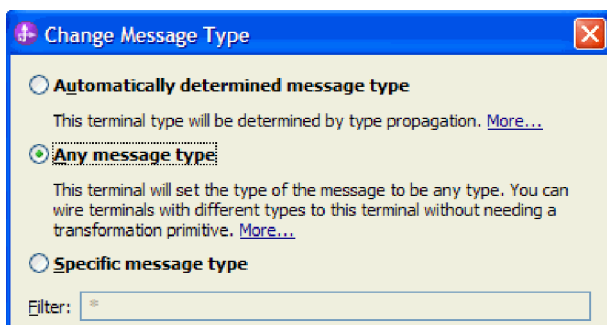 Change Message Type
Automatically determined message type
This terminal type will be determined by type propagation. More...
Any message type
This terminal will set the type of the message to be any type. You can
wire terminals with different types to this terminal without needing a
transformation primitive. More...
Specific message type
Filter: *